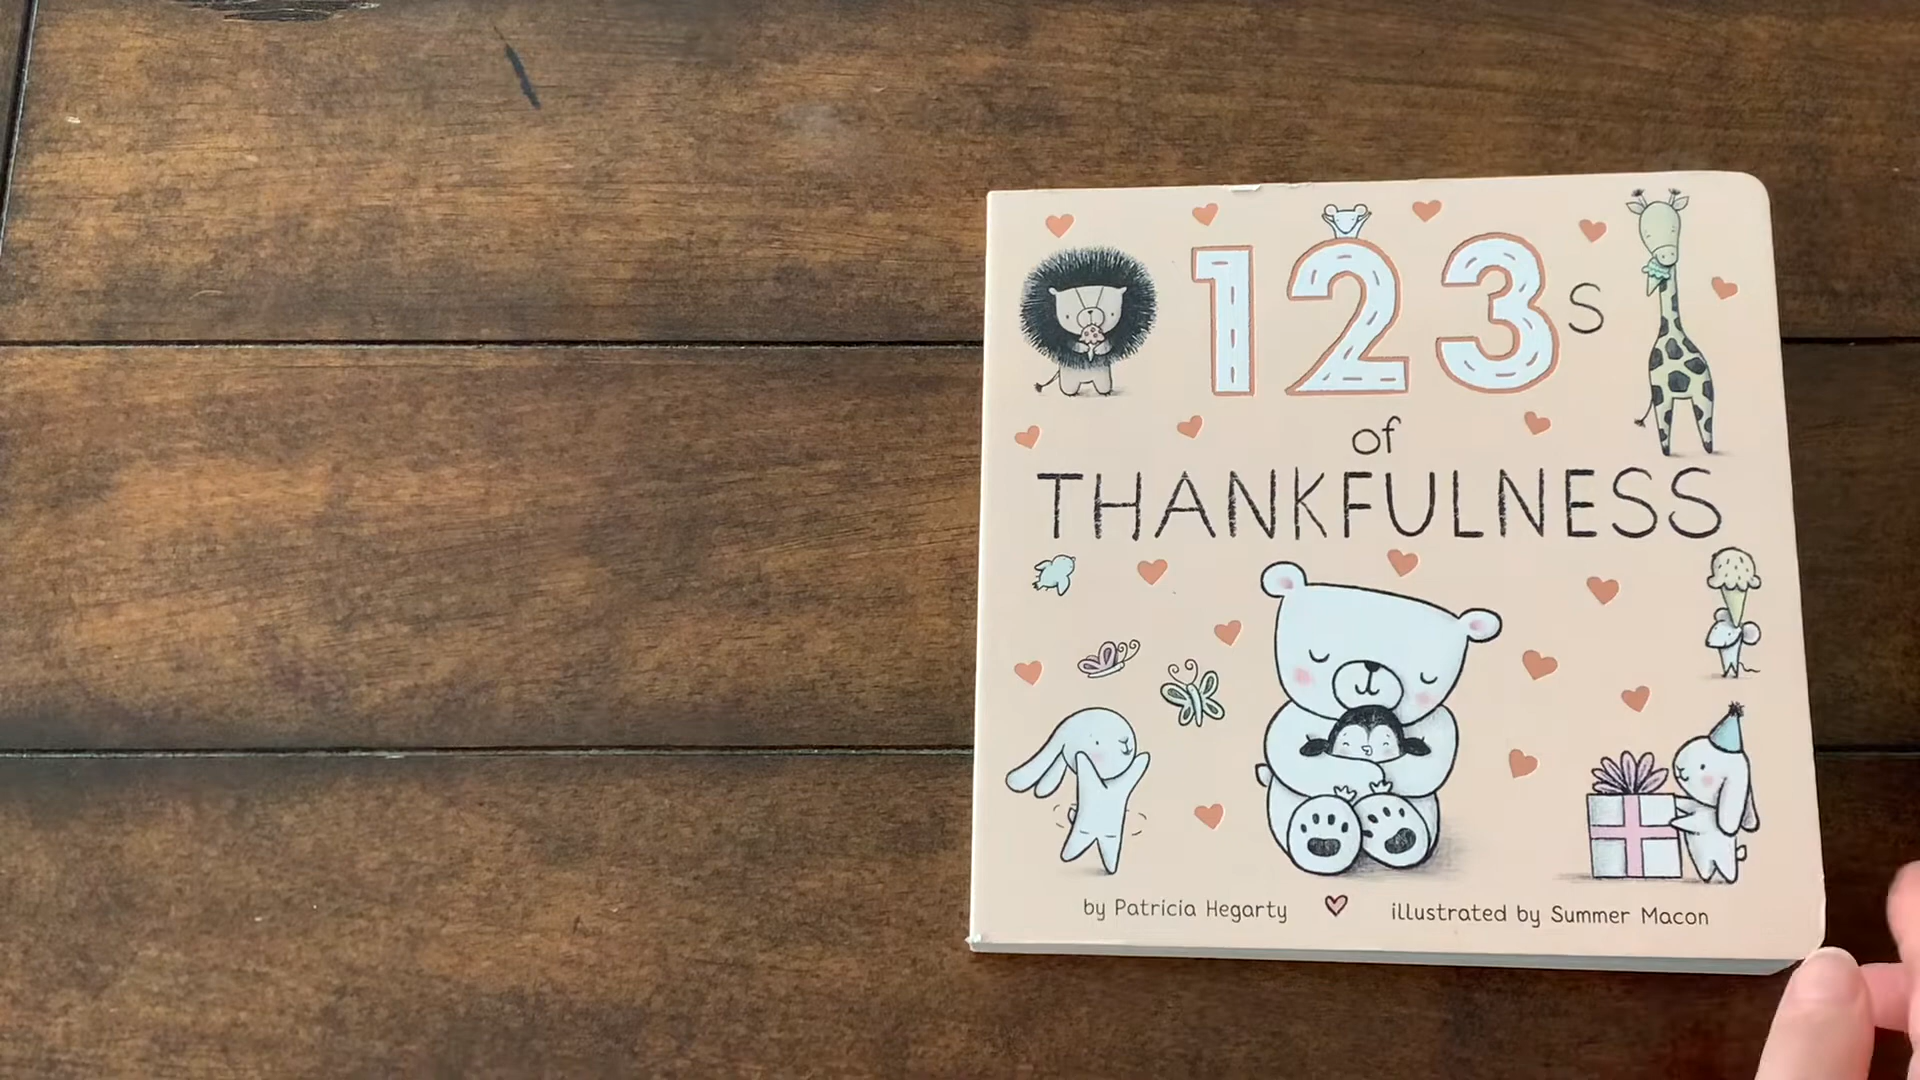 123s
of
THANKFULNESS
by Patricia Hegarty
illustrated by Summer Macon